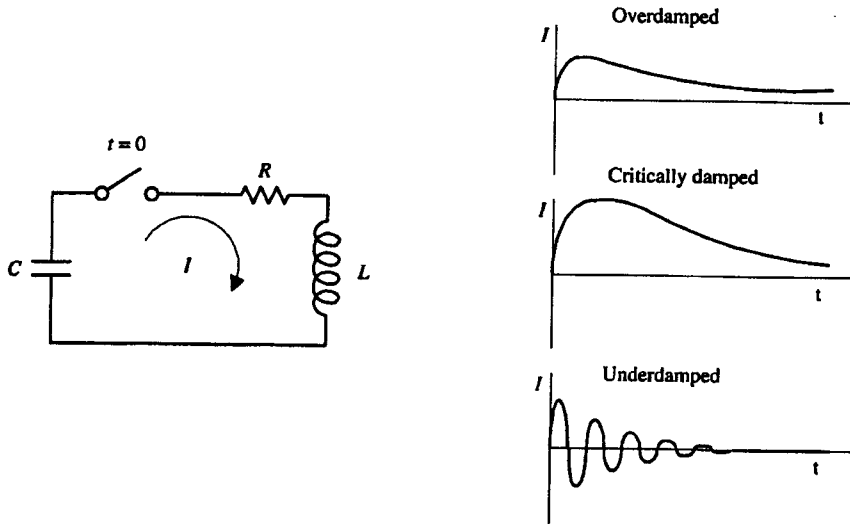 t = 0
R
C
I
L
Overdamped
I
t
Critically damped
I
t
Underdamped
I
t